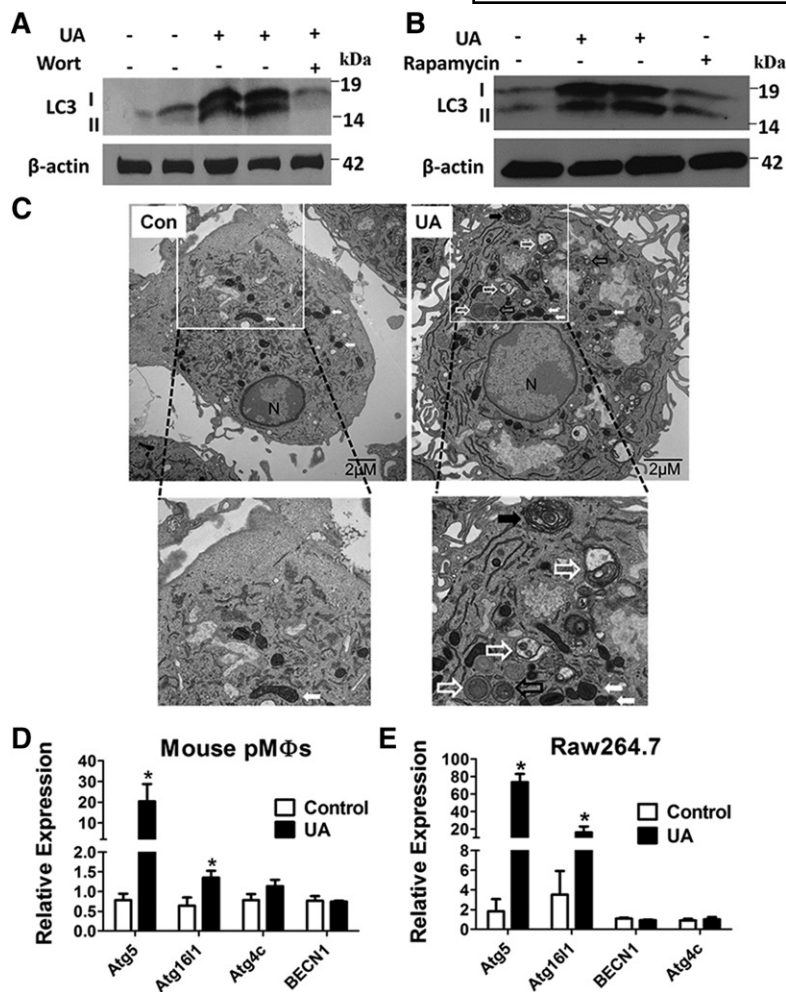 A
UA - - + + +
Wort - - - - + kDa
LC3 I
II
19
14
β-actin
42
B
UA - + + -
Rapamycin - - - + kDa
LC3 I
II
19
14
β-actin
42
C
Con
N
2μM
UA
N
2μM
D
Mouse pMΦs
Relative Expression
40
30
20
10
2.0
1.5
1.0
0.5
0.0
* *
Control
UA
Atg5 Atg16l1 Atg4c BECN1
E
Raw264.7
Relative Expression
100
80
60
40
20
8
6
4
2
0
* *
Control
UA
Atg5 Atg16l1 BECN1 Atg4c